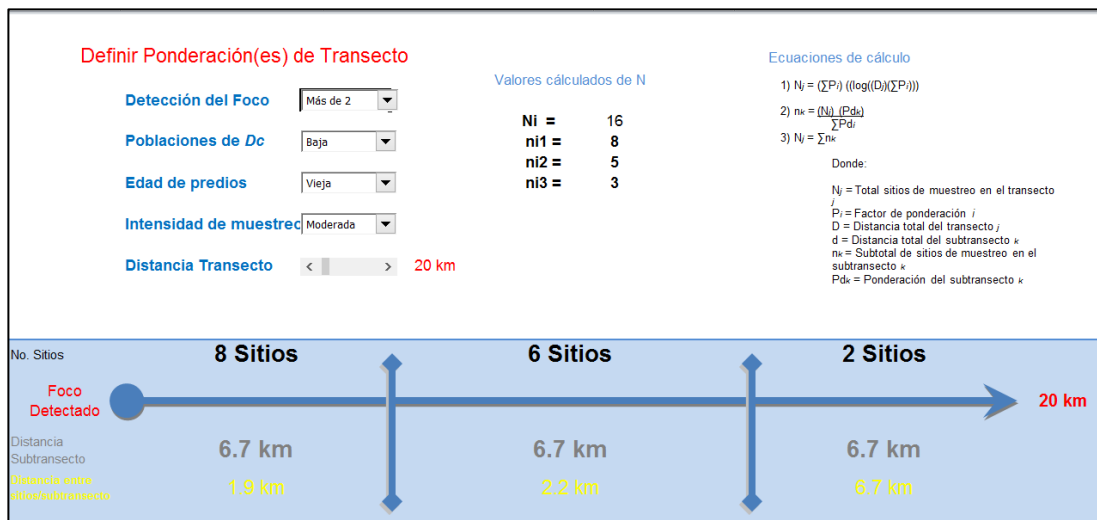 Definir Ponderación(es) de Transecto
Detección del Foco Más de 2
Poblaciones de Dc Baja
Edad de predios Vieja
Intensidad de muestreo Moderada
Distancia Transecto < > 20 km
Valores cálculados de N
Ni = 16
ni1 = 8
ni2 = 5
ni3 = 3
Ecuaciones de cálculo
1) Nj = (∑Pi) ((log((Dj)(∑Pi)))
2) nk = (Nj) (Pdk)
∑Pdi
3) Nj = ∑nk
Donde:
Nj = Total sitios de muestreo en el transecto
j
Pi = Factor de ponderación i
D = Distancia total del transecto j
d = Distancia total del subtransecto k
nk = Subtotal de sitios de muestreo en el
subtransecto k
Pdk = Ponderación del subtransecto k
No. Sitios 8 Sitios 6 Sitios 2 Sitios
Foco
Detectado
20 km
Distancia
Subtransecto
6.7 km 6.7 km 6.7 km
Distancia entre
sitios/subtransecto
1.9 km 2.2 km 6.7 km